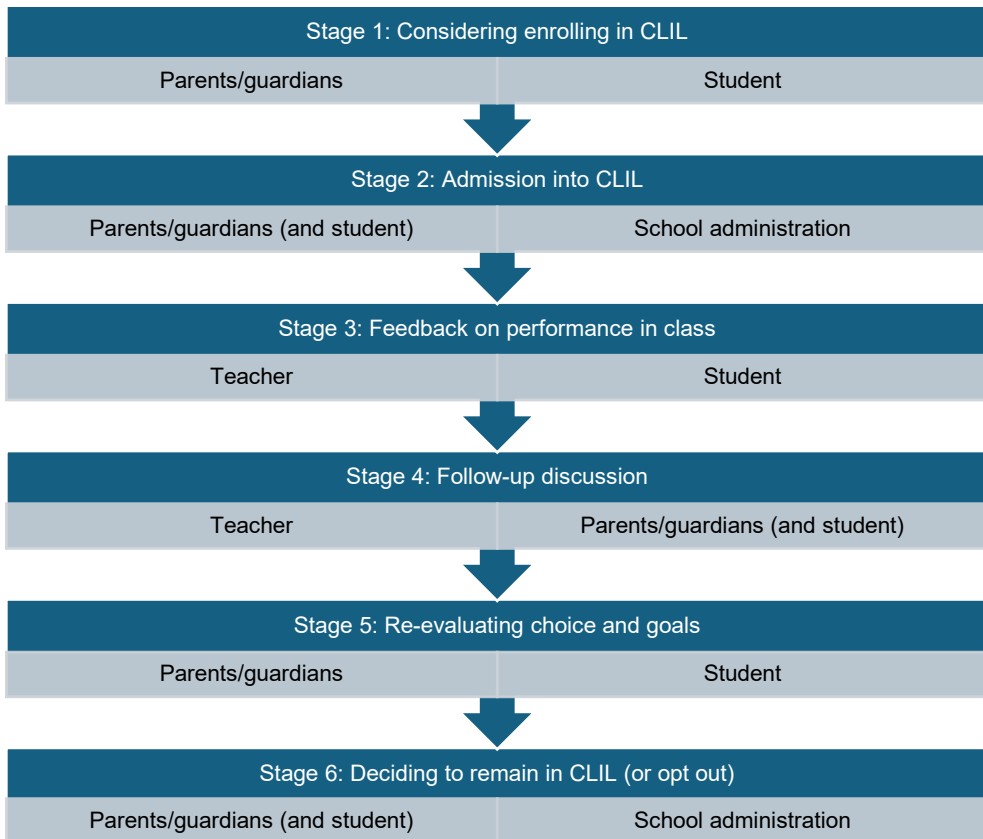 Stage 1: Considering enrolling in CLIL
Parents/guardians Student
Stage 2: Admission into CLIL
Parents/guardians (and student) School administration
Stage 3: Feedback on performance in class
Teacher Student
Stage 4: Follow-up discussion
Teacher Parents/guardians (and student)
Stage 5: Re-evaluating choice and goals
Parents/guardians Student
Stage 6: Deciding to remain in CLIL (or opt out)
Parents/guardians (and student) School administration